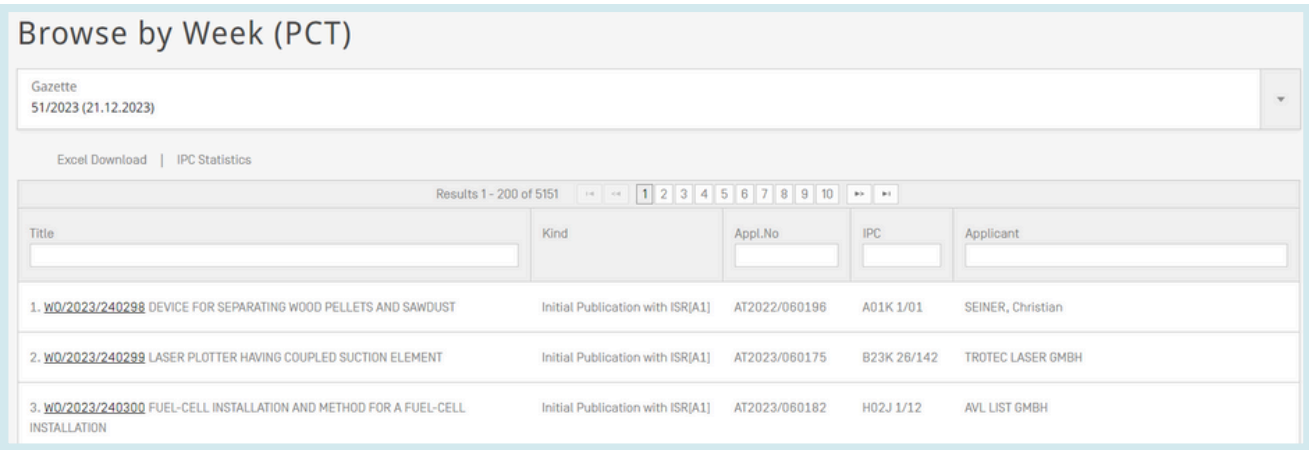 Browse by Week (PCT)
Gazette
51/2023 (21.12.2023)
Excel Download | IPC Statistics
Results 1 - 200 of 5151 1 2 3 4 5 6 7 8 9 10
Title Kind Appl.No IPC Applicant
1. WO/2023/240298 DEVICE FOR SEPARATING WOOD PELLETS AND SAWDUST Initial Publication with ISR[A1] AT2022/060196 A01K 1/01 SEINER, Christian
2. WO/2023/240299 LASER PLOTTER HAVING COUPLED SUCTION ELEMENT Initial Publication with ISR[A1] AT2023/060175 B23K 26/142 TROTEC LASER GMBH
3. WO/2023/240300 FUEL-CELL INSTALLATION AND METHOD FOR A FUEL-CELL Initial Publication with ISR[A1] AT2023/060182 H02J 1/12 AVL LIST GMBH
INSTALLATION